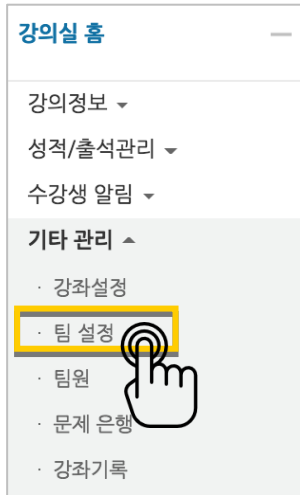 강의실 홈
강의정보
성적/출석관리
수강생 알림
기타 관리
· 강좌설정
· 팀 설정
· 팀원
· 문제 은행
· 강좌기록